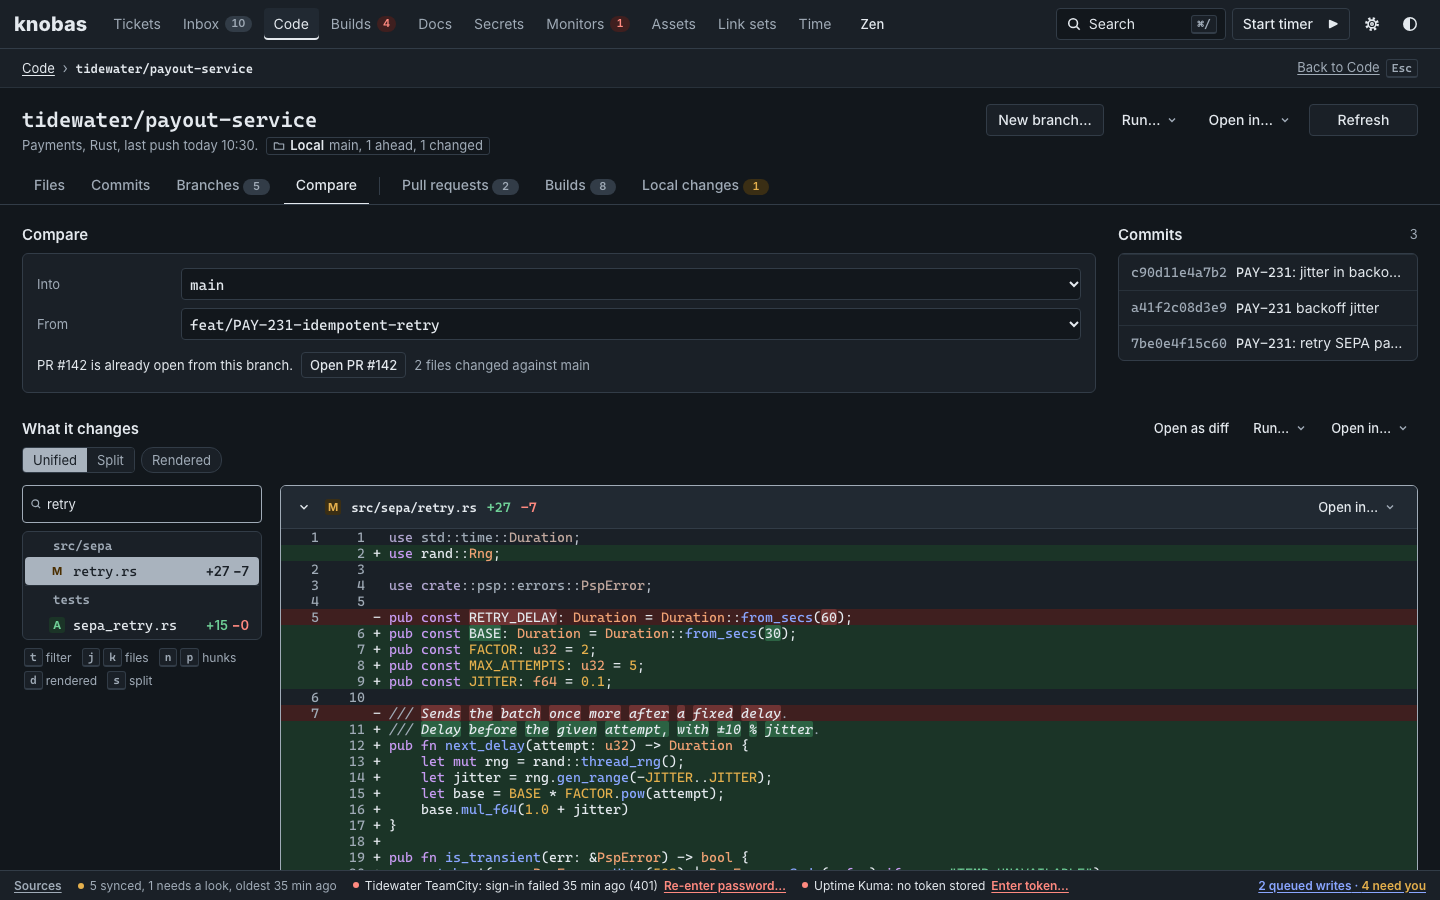 knobas Tickets Inbox 10 Code Builds 4 Docs Secrets Monitors 1 Assets Link sets Time Zen Search ⌘/ Start timer
Code › tidewater/payout-service Back to Code Esc
tidewater/payout-service New branch... Run... Open in... Refresh
Payments, Rust, last push today 10:30. Local main, 1 ahead, 1 changed
Files Commits Branches 5 Compare Pull requests 2 Builds 8 Local changes 1
Compare
Into main
From feat/PAY-231-idempotent-retry
PR #142 is already open from this branch. Open PR #142 2 files changed against main
Commits 3
c90d11e4a7b2 PAY-231: jitter in backo...
a41f2c08d3e9 PAY-231 backoff jitter
7be0e4f15c60 PAY-231: retry SEPA pa...
What it changes Open as diff Run... Open in...
Unified Split Rendered
retry
src/sepa
M retry.rs +27 −7
tests
A sepa_retry.rs +15 −0
t filter j k files n p hunks
d rendered s split
M src/sepa/retry.rs +27 −7 Open in...
1 1 use std::time::Duration;
2 + use rand::Rng;
2 3
3 4 use crate::psp::errors::PspError;
4 5
5 − pub const RETRY_DELAY: Duration = Duration::from_secs(60);
6 + pub const BASE: Duration = Duration::from_secs(30);
7 + pub const FACTOR: u32 = 2;
8 + pub const MAX_ATTEMPTS: u32 = 5;
9 + pub const JITTER: f64 = 0.1;
6 10
7 − /// Sends the batch once more after a fixed delay.
11 + /// Delay before the given attempt, with ±10 % jitter.
12 + pub fn next_delay(attempt: u32) -> Duration {
13 + let mut rng = rand::thread_rng();
14 + let jitter = rng.gen_range(-JITTER..JITTER);
15 + let base = BASE * FACTOR.pow(attempt);
16 + base.mul_f64(1.0 + jitter)
17 + }
18 +
19 + pub fn is_transient(err: &PspError) -> bool {
Sources 5 synced, 1 needs a look, oldest 35 min ago Tidewater TeamCity: sign-in failed 35 min ago (401) Re-enter password... Uptime Kuma: no token stored Enter token... 2 queued writes · 4 need you